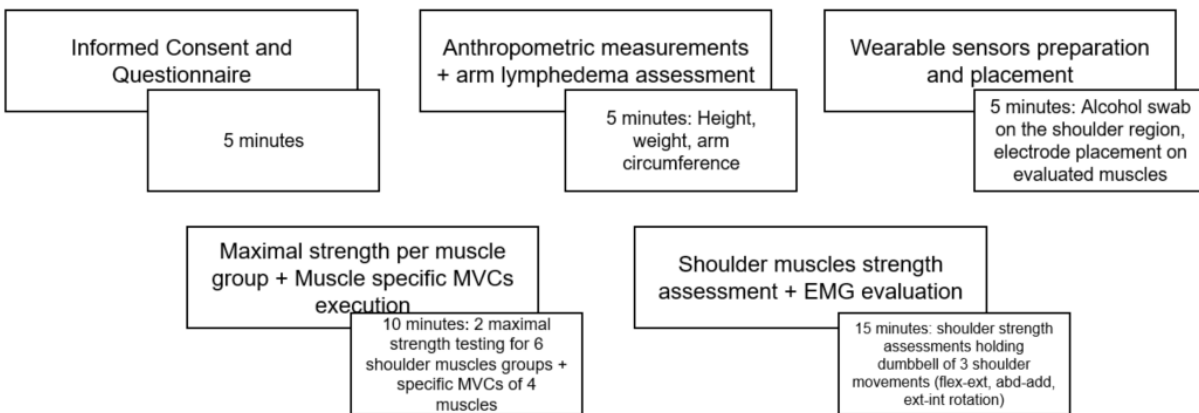 Informed Consent and
Questionnaire
5 minutes
Anthropometric measurements
+ arm lymphedema assessment
5 minutes: Height,
weight, arm
circumference
Wearable sensors preparation
and placement
5 minutes: Alcohol swab
on the shoulder region,
electrode placement on
evaluated muscles
Maximal strength per muscle
group + Muscle specific MVCs
execution
10 minutes: 2 maximal
strength testing for 6
shoulder muscles groups +
specific MVCs of 4
muscles
Shoulder muscles strength
assessment + EMG evaluation
15 minutes: shoulder strength
assessments holding
dumbbell of 3 shoulder
movements (flex-ext, abd-add,
ext-int rotation)